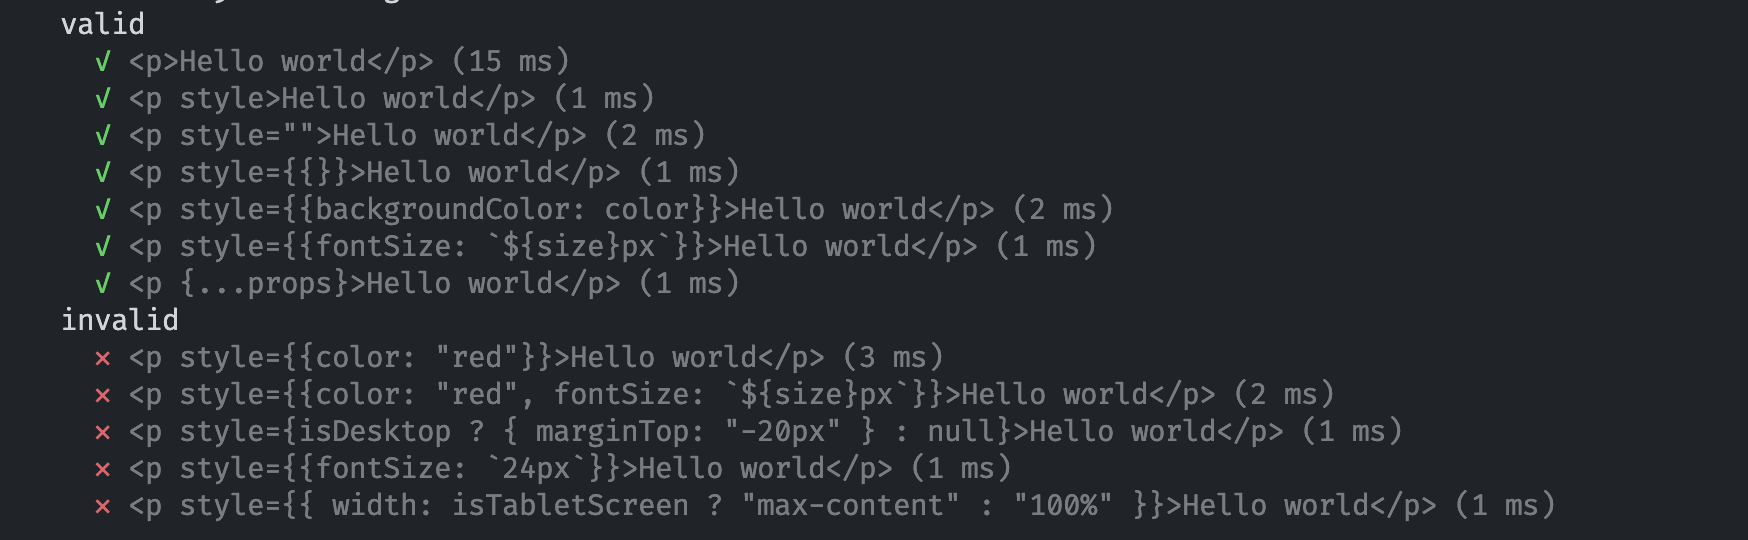 valid
√ <p>Hello world</p> (15 ms)
√ <p style>Hello world</p> (1 ms)
√ <p style="">Hello world</p> (2 ms)
√ <p style={{}}>Hello world</p> (1 ms)
√ <p style={{backgroundColor: color}}>Hello world</p> (2 ms)
√ <p style={{fontSize: `${size}px`}}>Hello world</p> (1 ms)
√ <p {...props}>Hello world</p> (1 ms)
invalid
× <p style={{color: "red"}}>Hello world</p> (3 ms)
× <p style={{color: "red", fontSize: `${size}px`}}>Hello world</p> (2 ms)
× <p style={isDesktop ? { marginTop: "-20px" } : null}>Hello world</p> (1 ms)
× <p style={{fontSize: `24px`}}>Hello world</p> (1 ms)
× <p style={{ width: isTabletScreen ? "max-content" : "100%" }}>Hello world</p> (1 ms)